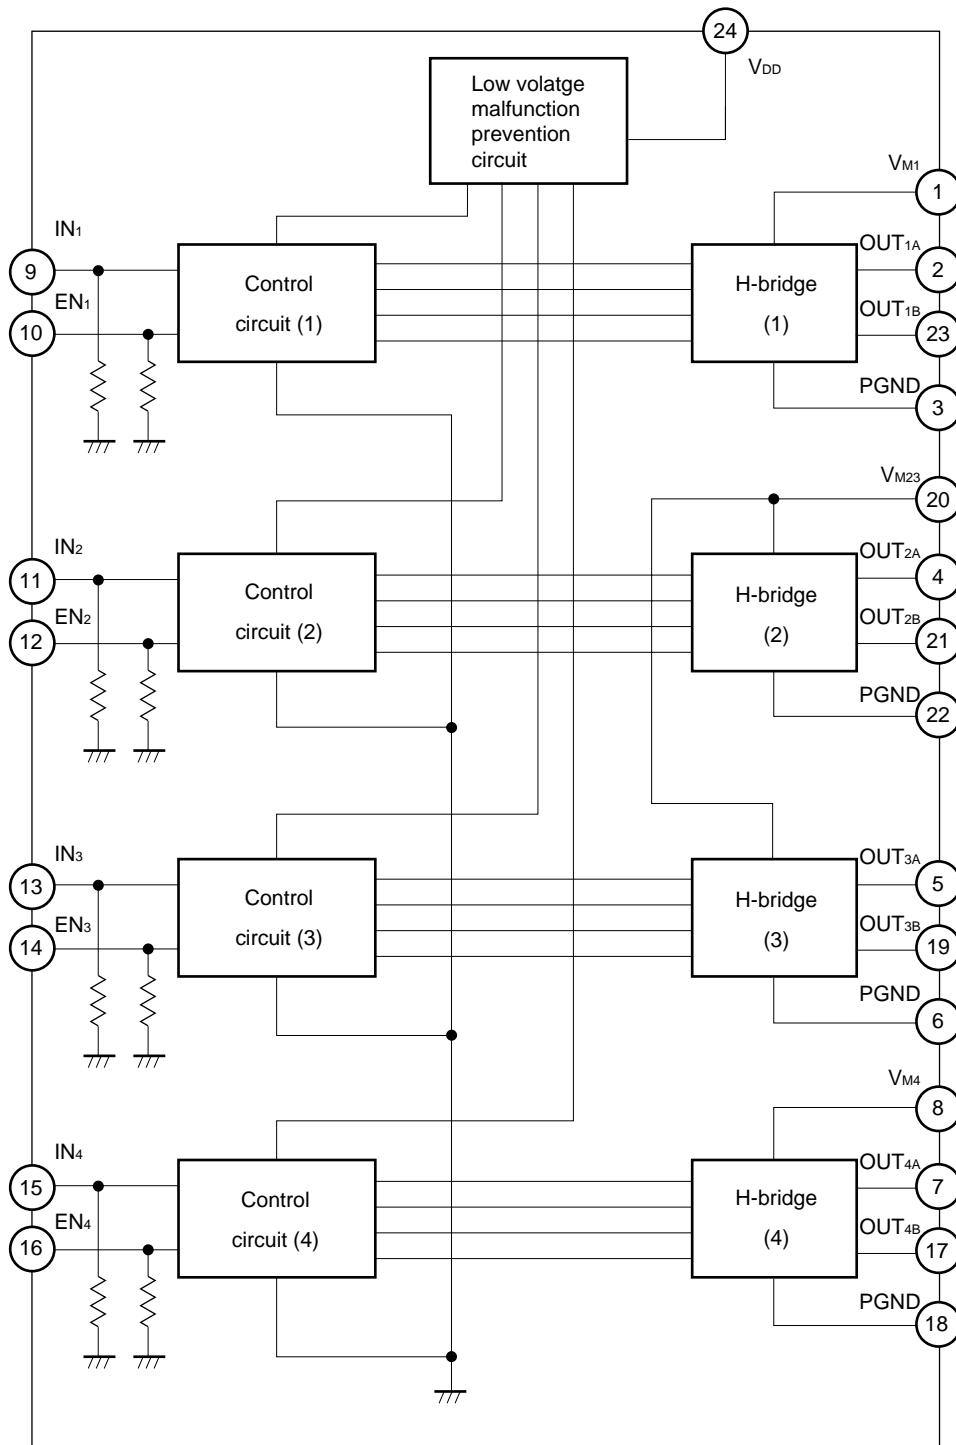 24
VDD
Low volatge
malfunction
prevention
circuit
VM1
1
IN1
9
EN1
10
Control
circuit (1)
H-bridge
(1)
OUT1A
2
OUT1B
23
PGND
3
VM23
20
IN2
11
EN2
12
Control
circuit (2)
H-bridge
(2)
OUT2A
4
OUT2B
21
PGND
22
IN3
13
EN3
14
Control
circuit (3)
H-bridge
(3)
OUT3A
5
OUT3B
19
PGND
6
VM4
8
IN4
15
EN4
16
Control
circuit (4)
H-bridge
(4)
OUT4A
7
OUT4B
17
PGND
18